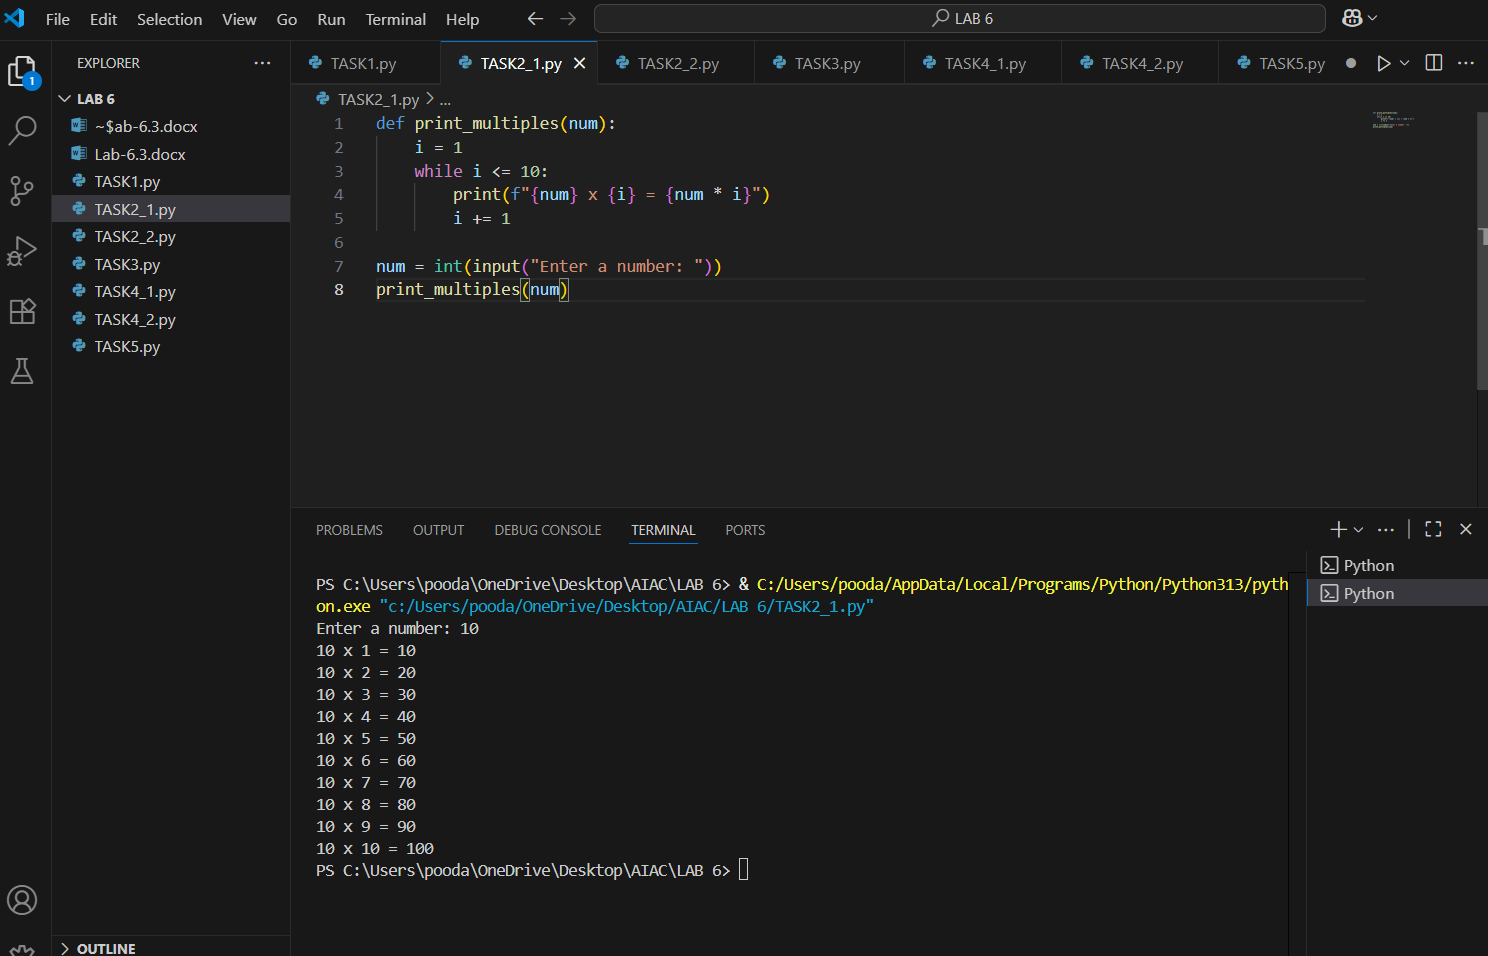 File Edit Selection View Go Run Terminal Help
LAB 6
1
EXPLORER
TASK1.py
TASK2_1.py
TASK2_2.py
TASK3.py
TASK4_1.py
TASK4_2.py
TASK5.py
LAB 6
~$ab-6.3.docx
Lab-6.3.docx
TASK1.py
TASK2_1.py
TASK2_2.py
TASK3.py
TASK4_1.py
TASK4_2.py
TASK5.py
OUTLINE
TASK2_1.py > ...
1 def print_multiples(num):
2     i = 1
3     while i <= 10:
4         print(f"{num} x {i} = {num * i}")
5         i += 1
6
7 num = int(input("Enter a number: "))
8 print_multiples(num)
PROBLEMS OUTPUT DEBUG CONSOLE TERMINAL PORTS
Python
Python
PS C:\Users\pooda\OneDrive\Desktop\AIAC\LAB 6> & C:/Users/pooda/AppData/Local/Programs/Python/Python313/pyth
on.exe "c:/Users/pooda/OneDrive/Desktop/AIAC/LAB 6/TASK2_1.py"
Enter a number: 10
10 x 1 = 10
10 x 2 = 20
10 x 3 = 30
10 x 4 = 40
10 x 5 = 50
10 x 6 = 60
10 x 7 = 70
10 x 8 = 80
10 x 9 = 90
10 x 10 = 100
PS C:\Users\pooda\OneDrive\Desktop\AIAC\LAB 6>